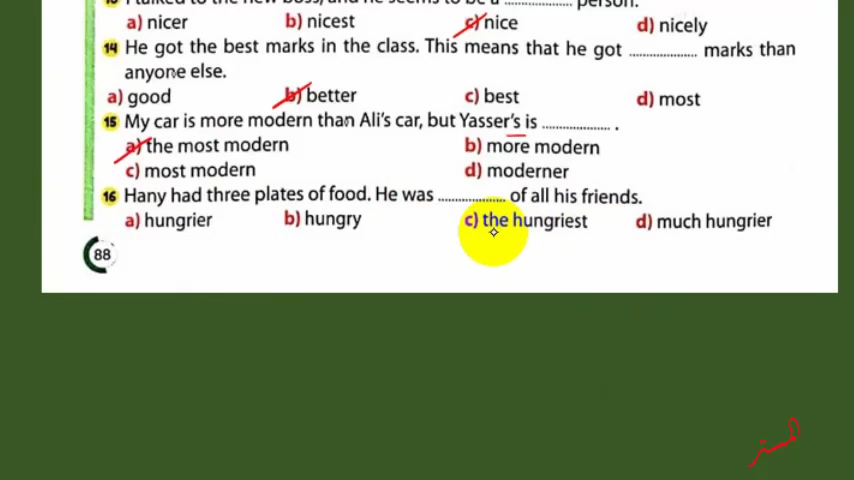 13 I talked to the new boss, and he seems to be a .................. person.
a) nicer b) nicest c) nice d) nicely
14 He got the best marks in the class. This means that he got .................. marks than
anyone else.
a) good b) better c) best d) most
15 My car is more modern than Ali's car, but Yasser's is .................. .
a) the most modern b) more modern
c) most modern d) moderner
16 Hany had three plates of food. He was .................. of all his friends.
a) hungrier b) hungry c) the hungriest d) much hungrier
88